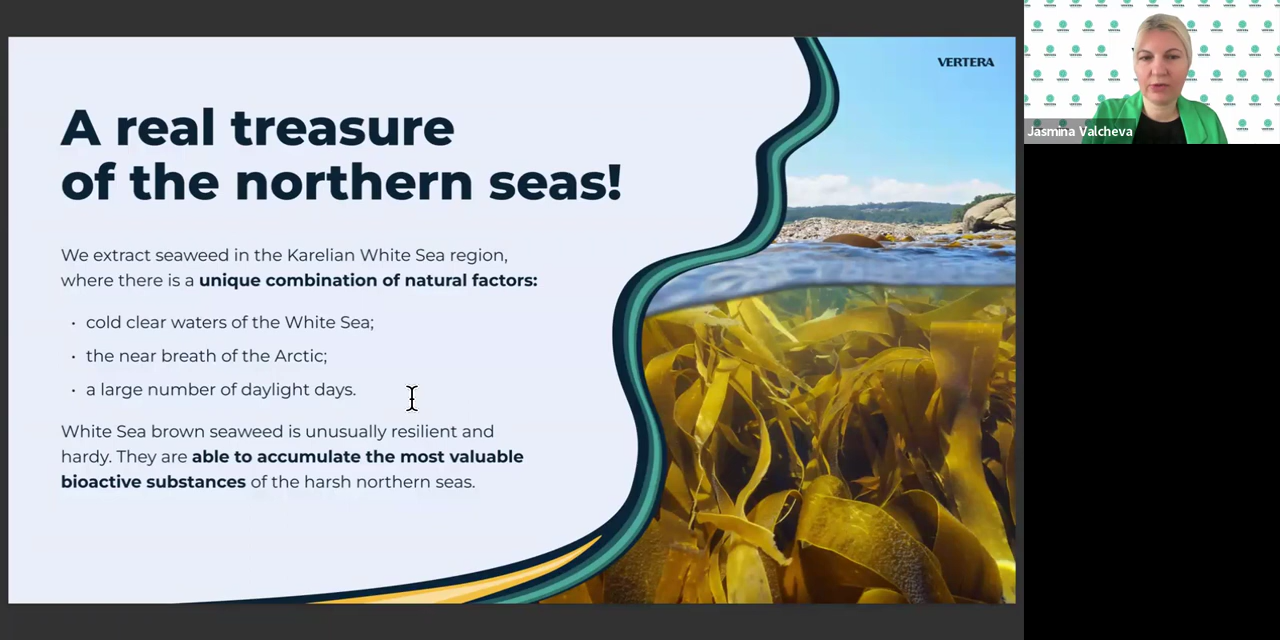 VERTERA
A real treasure
of the northern seas!
We extract seaweed in the Karelian White Sea region,
where there is a unique combination of natural factors:
· cold clear waters of the White Sea;
· the near breath of the Arctic;
· a large number of daylight days.
White Sea brown seaweed is unusually resilient and
hardy. They are able to accumulate the most valuable
bioactive substances of the harsh northern seas.
Jasmina Valcheva